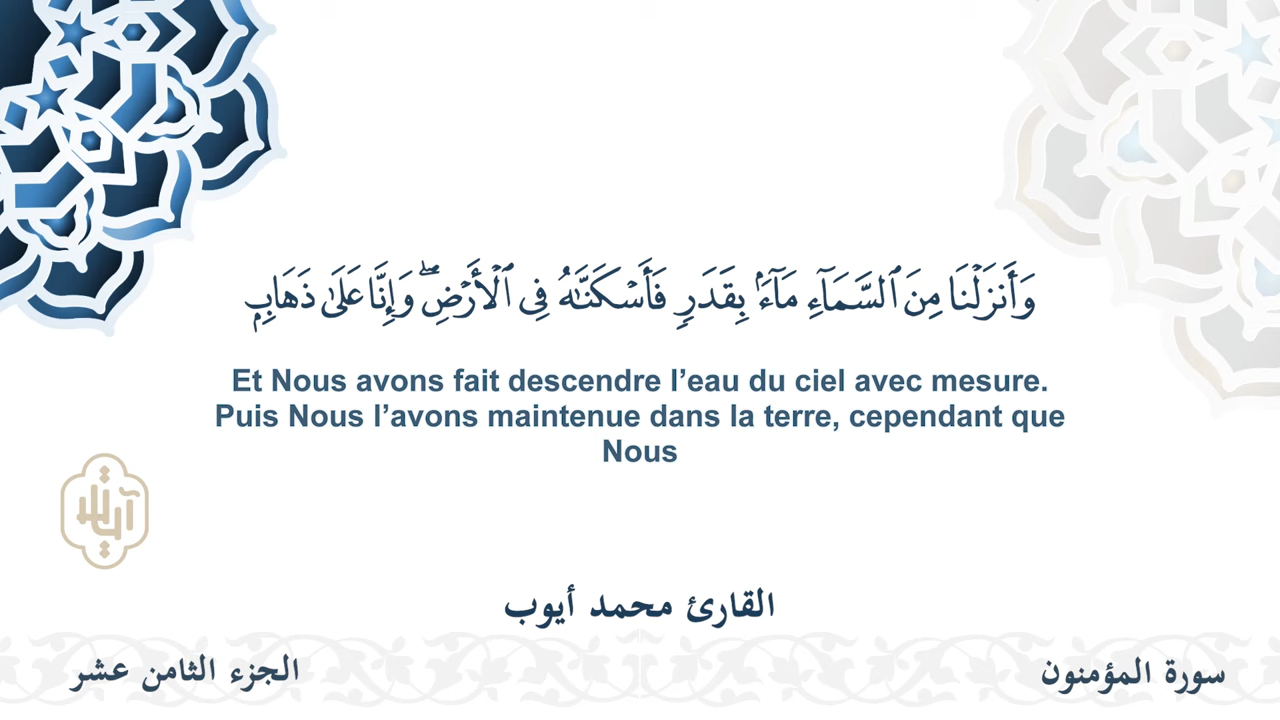 وَأَنزَلْنَا مِنَ ٱلسَّمَآءِ مَآءًۢ بِقَدَرٍ فَأَسْكَنَّـٰهُ فِى ٱلْأَرْضِ ۖ وَإِنَّا عَلَىٰ ذَهَابٍۭ
Et Nous avons fait descendre l’eau du ciel avec mesure.
Puis Nous l’avons maintenue dans la terre, cependant que
Nous
آيات
القارئ محمد أيوب
سورة المؤمنون
الجزء الثامن عشر